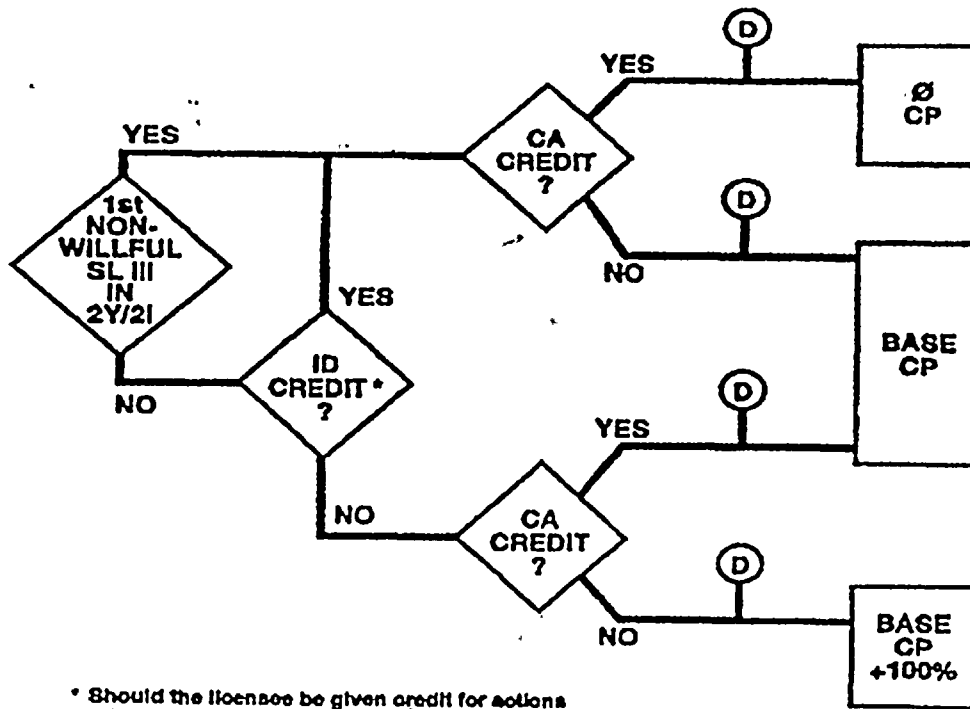 YES
1st
NON-
WILLFUL
SL III
IN
2Y/2I
NO
YES
ID
CREDIT *
?
NO
CA
CREDIT
?
YES
D
Ø
CP
NO
D
BASE
CP
CA
CREDIT
?
YES
D
NO
D
BASE
CP
+100%
* Should the licensee be given credit for actions